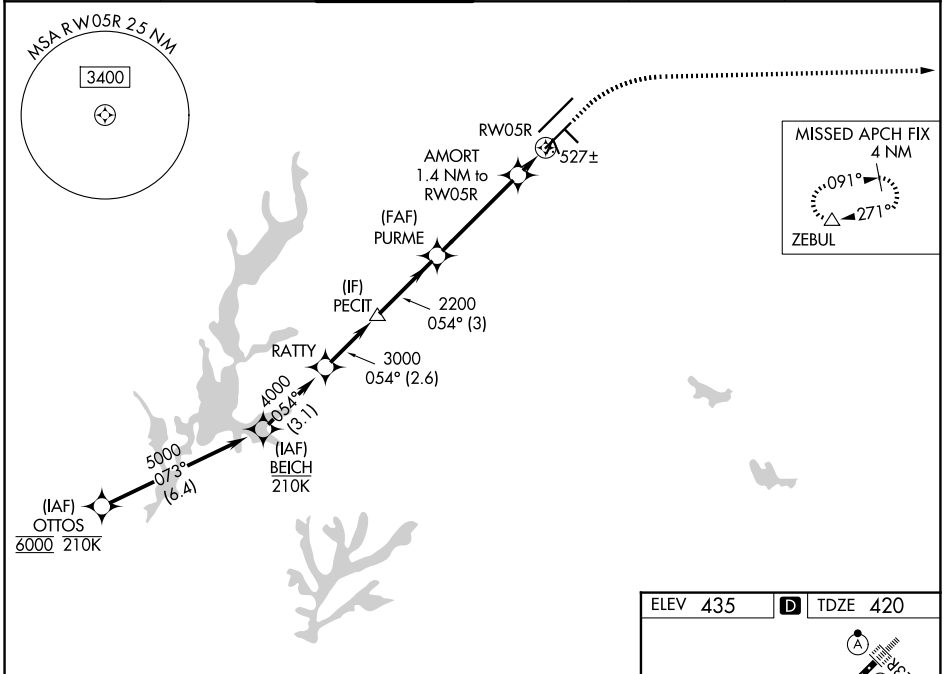 MSA RW05R 25 NM
3400
RW05R
527±
AMORT
1.4 NM to
RW05R
MISSED APCH FIX
4 NM
091°
271°
ZEBUL
(FAF)
PURME
(IF)
PECIT
2200
054° (3)
RATTY
3000
054° (2.6)
4000
054°
(3.1)
(IAF)
BEICH
210K
5000
073°
(6.4)
(IAF)
OTTOS
6000 210K
ELEV 435
D
TDZE 420
A